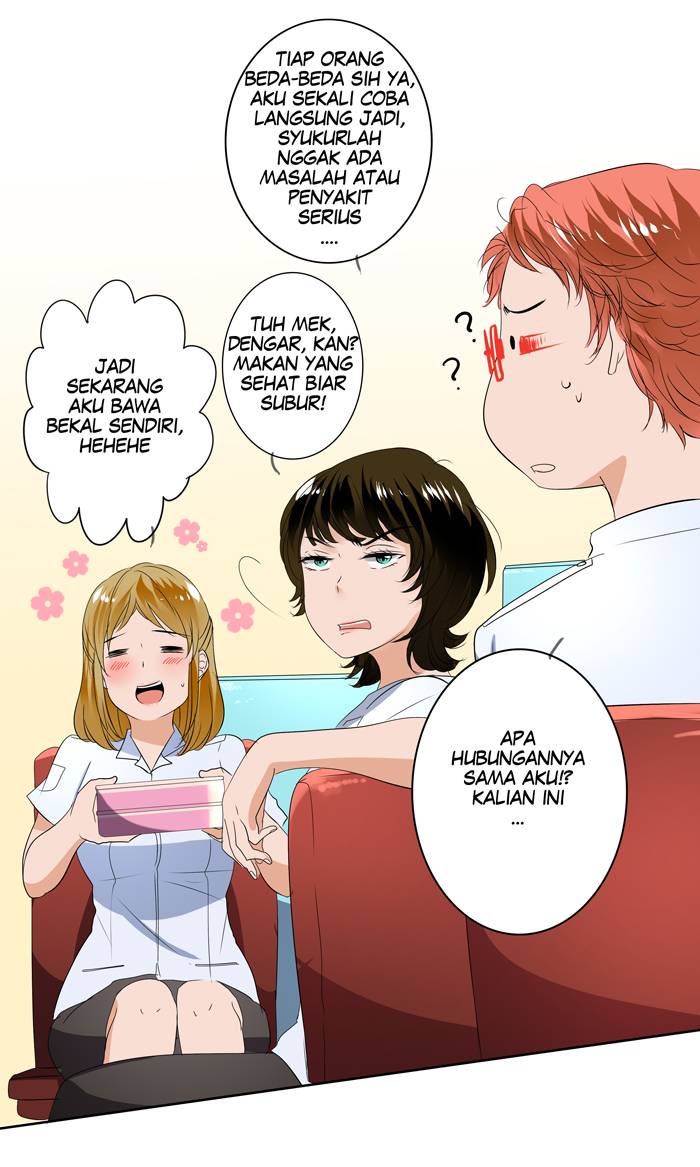 TIAP ORANG
BEDA-BEDA SIH YA,
AKU SEKALI COBA
LANGSUNG JADI,
SYUKURLAH
NGGAK ADA
MASALAH ATAU
PENYAKIT
SERIUS
....
TUH MEK,
DENGAR, KAN?
MAKAN YANG
SEHAT BIAR
SUBUR!
JADI
SEKARANG
AKU BAWA
BEKAL SENDIRI,
HEHEHE
?
?
APA
HUBUNGANNYA
SAMA AKU!?
KALIAN INI
...